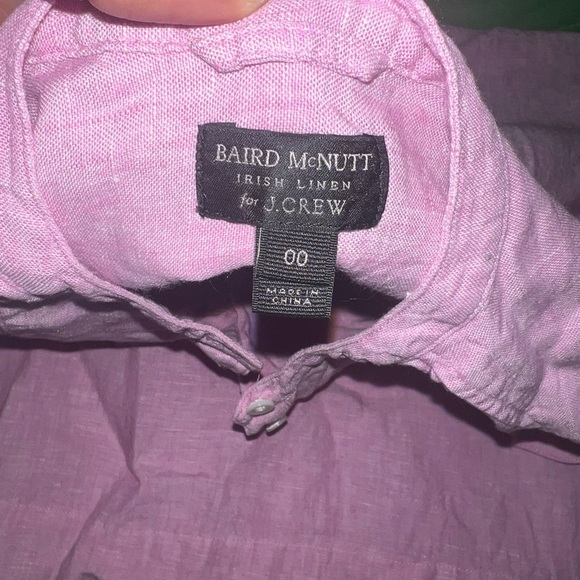 BAIRD McNUTT
IRISH LINEN
for J.CREW
00
MADE IN
CHINA